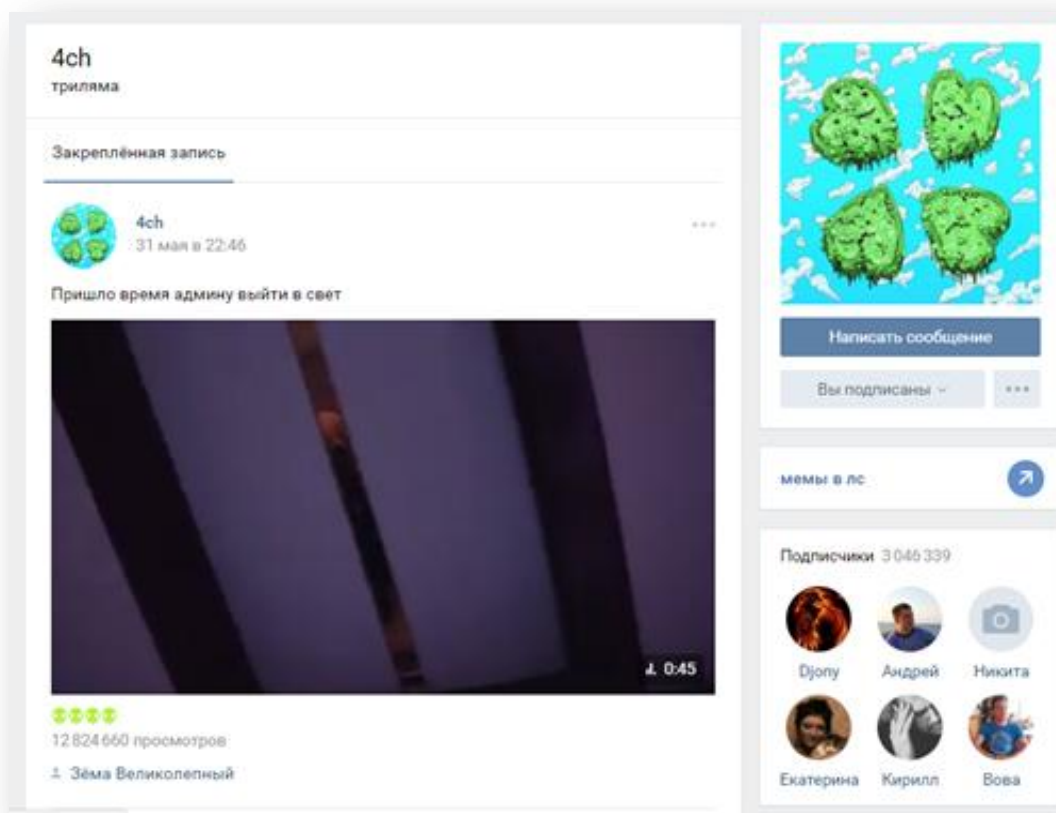 4ch
триляма
Закреплённая запись
4ch
31 мая в 22:46
Пришло время админу выйти в свет
0:45
12 824 660 просмотров
Зёма Великолепный
Написать сообщение
Вы подписаны
мемы в лс
Подписчики 3 046 339
Djony Андрей Никита
Екатерина Кирилл Вова